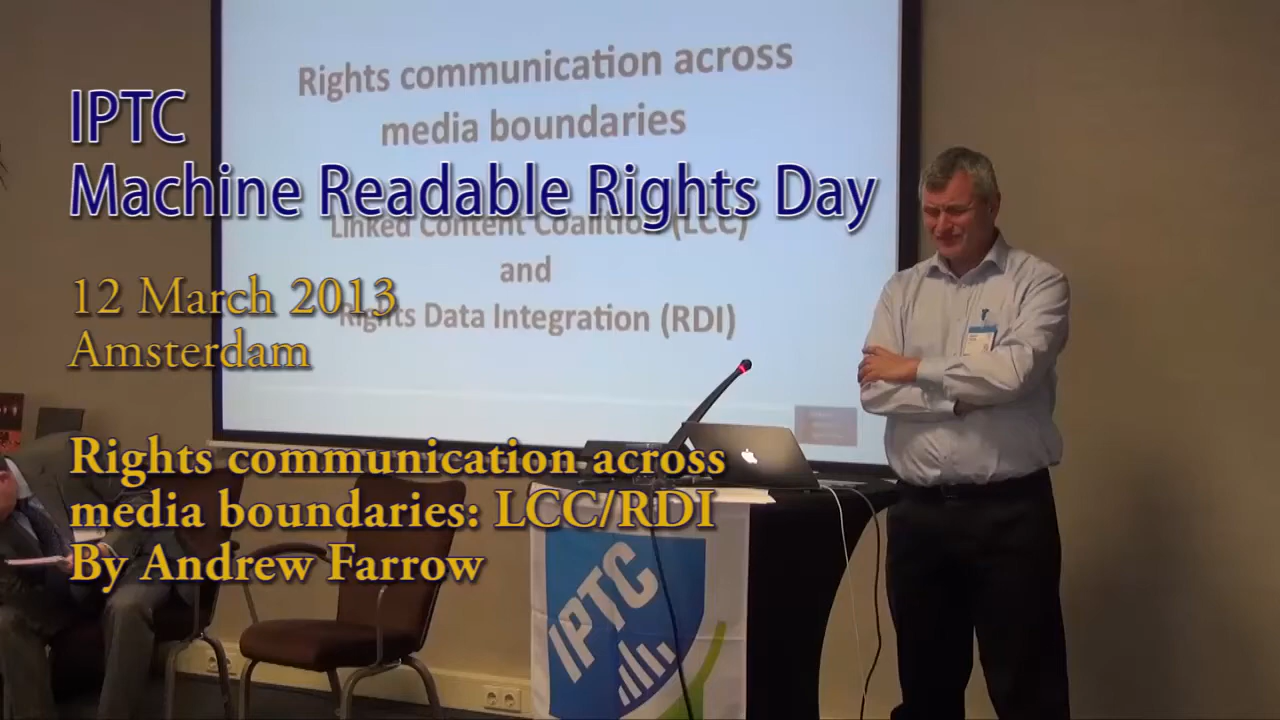 Rights communication across
media boundaries
IPTC
Machine Readable Rights Day
Linked Content Coalition (LCC)
and
12 March 2013
Rights Data Integration (RDI)
Amsterdam
Rights communication across
media boundaries: LCC/RDI
By Andrew Farrow
IPTC